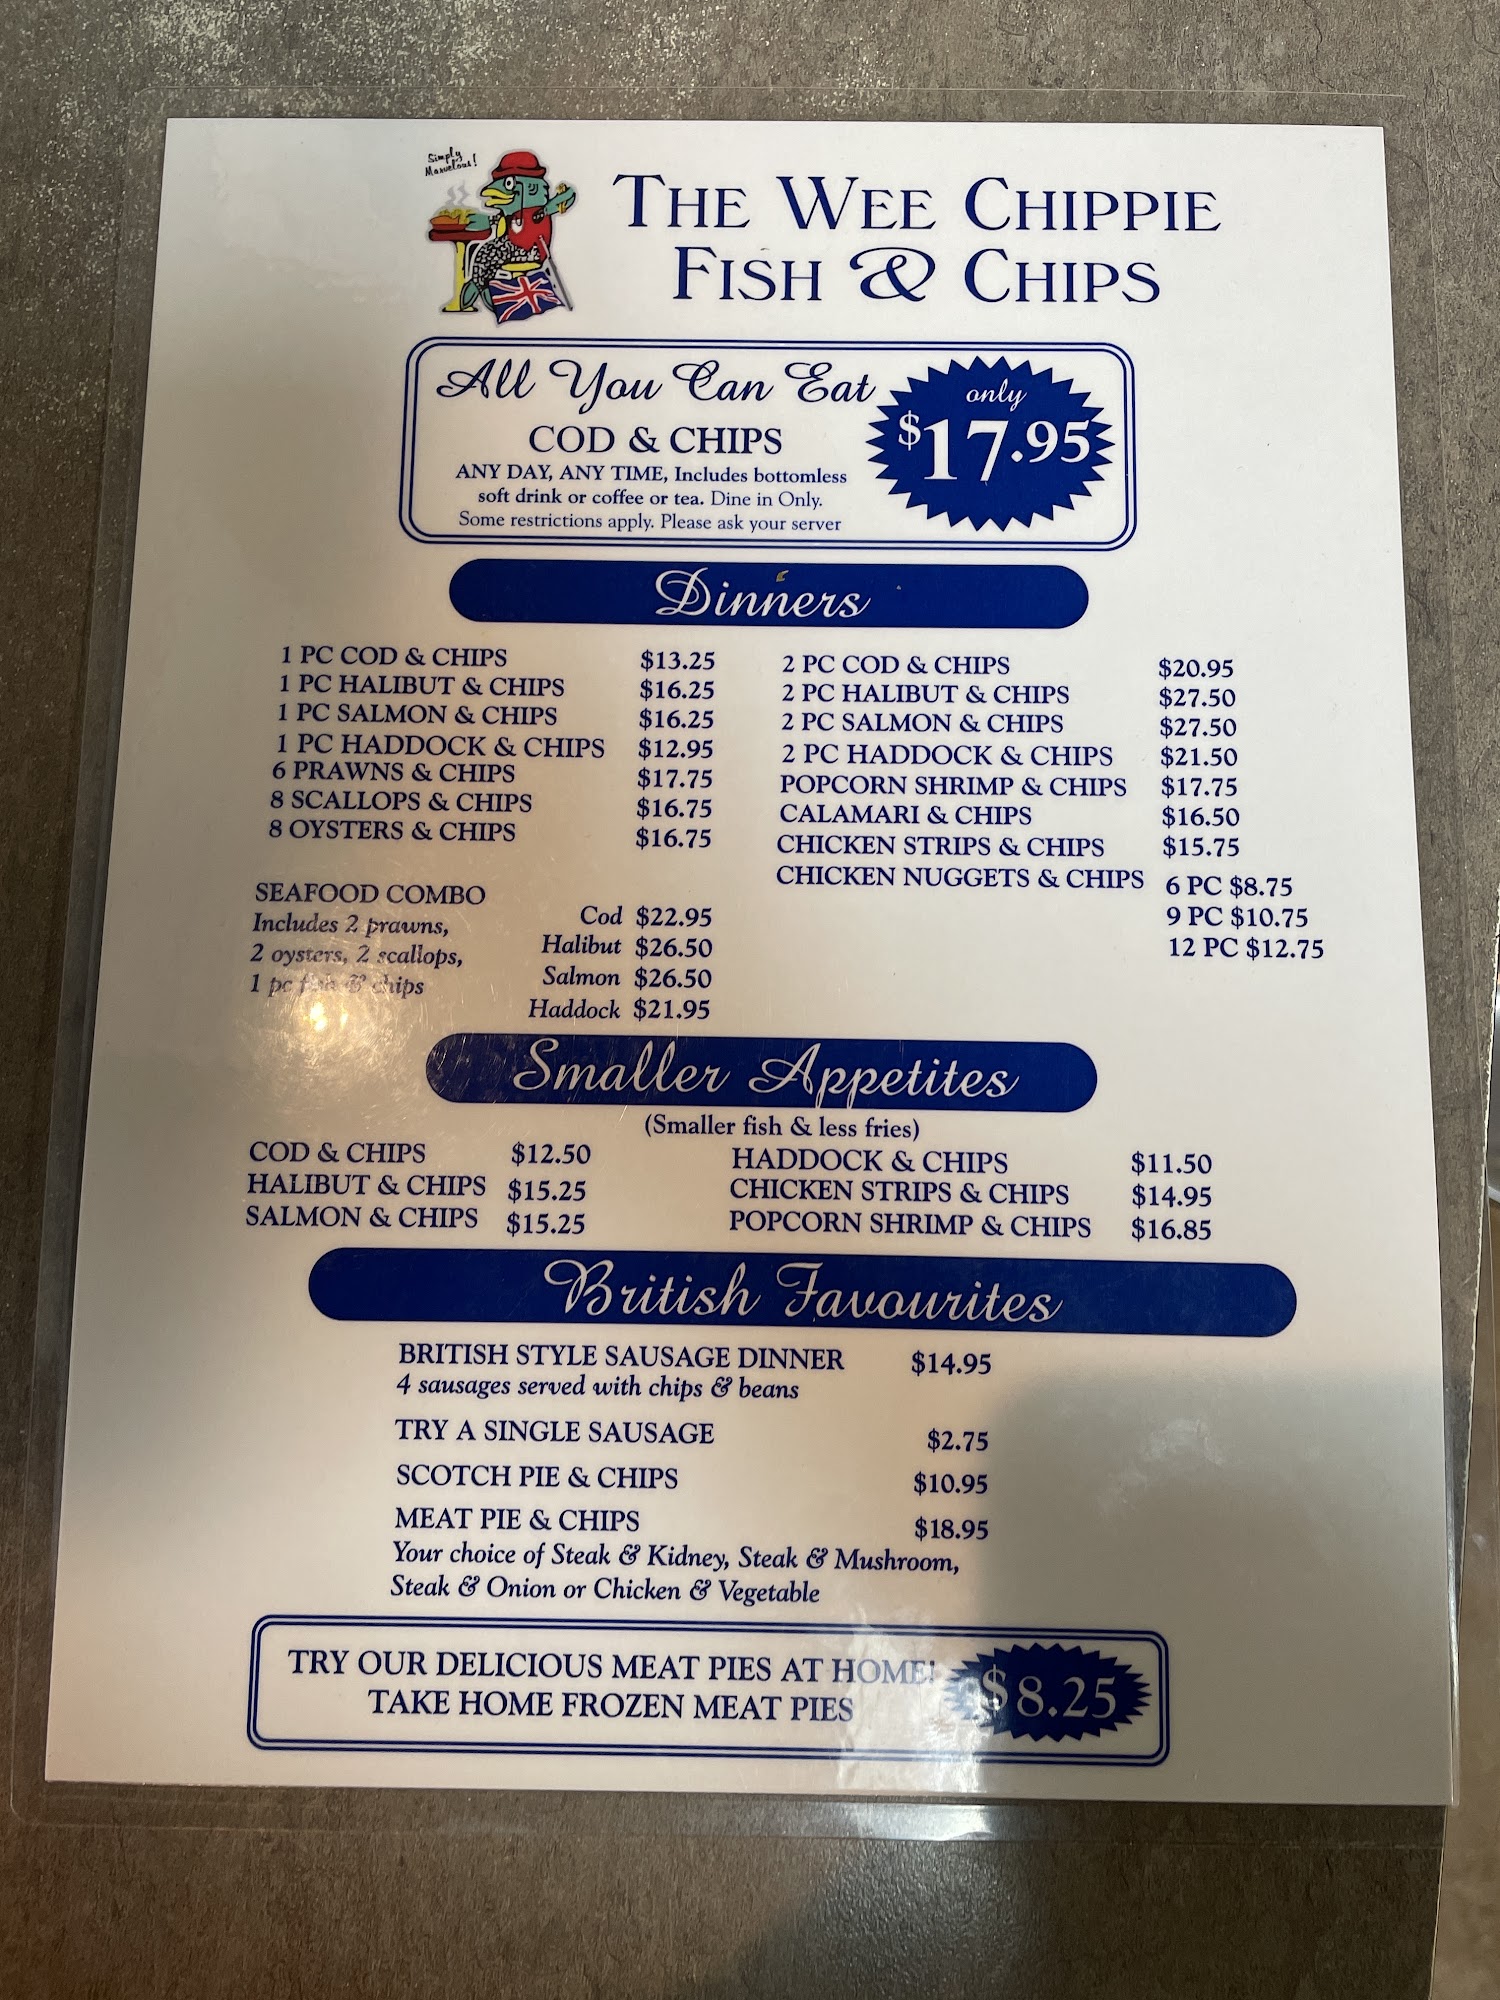 Simply
Marvelous!
THE WEE CHIPPIE
FISH & CHIPS
All You Can Eat
COD & CHIPS
ANY DAY, ANY TIME, Includes bottomless
soft drink or coffee or tea. Dine in Only.
Some restrictions apply. Please ask your server
only
$17.95
Dinners
1 PC COD & CHIPS $13.25
1 PC HALIBUT & CHIPS $16.25
1 PC SALMON & CHIPS $16.25
1 PC HADDOCK & CHIPS $12.95
6 PRAWNS & CHIPS $17.75
8 SCALLOPS & CHIPS $16.75
8 OYSTERS & CHIPS $16.75
SEAFOOD COMBO
Includes 2 prawns,
2 oysters, 2 scallops,
1 pc fish & chips
Cod $22.95
Halibut $26.50
Salmon $26.50
Haddock $21.95
2 PC COD & CHIPS $20.95
2 PC HALIBUT & CHIPS $27.50
2 PC SALMON & CHIPS $27.50
2 PC HADDOCK & CHIPS $21.50
POPCORN SHRIMP & CHIPS $17.75
CALAMARI & CHIPS $16.50
CHICKEN STRIPS & CHIPS $15.75
CHICKEN NUGGETS & CHIPS 6 PC $8.75
9 PC $10.75
12 PC $12.75
Smaller Appetites
(Smaller fish & less fries)
COD & CHIPS $12.50
HALIBUT & CHIPS $15.25
SALMON & CHIPS $15.25
HADDOCK & CHIPS $11.50
CHICKEN STRIPS & CHIPS $14.95
POPCORN SHRIMP & CHIPS $16.85
British Favourites
BRITISH STYLE SAUSAGE DINNER $14.95
4 sausages served with chips & beans
TRY A SINGLE SAUSAGE $2.75
SCOTCH PIE & CHIPS $10.95
MEAT PIE & CHIPS $18.95
Your choice of Steak & Kidney, Steak & Mushroom,
Steak & Onion or Chicken & Vegetable
TRY OUR DELICIOUS MEAT PIES AT HOME!
TAKE HOME FROZEN MEAT PIES
$8.25